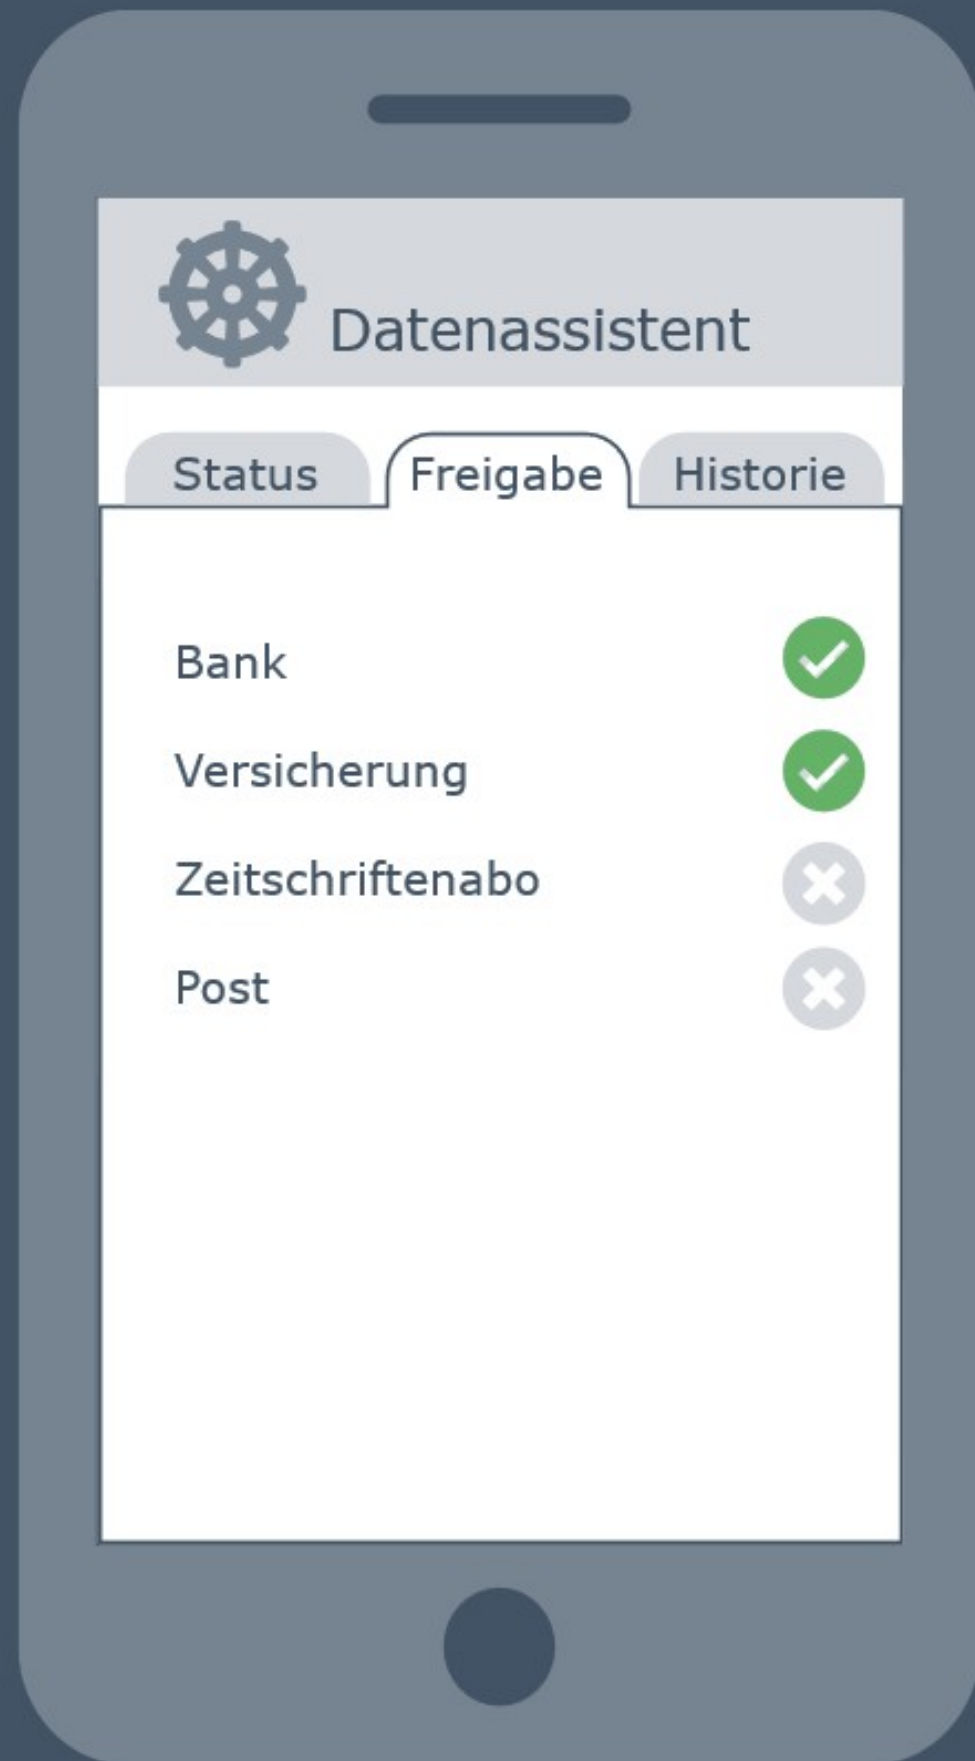 Datenassistent
Status Freigabe Historie
Bank
Versicherung
Zeitschriftenabo
Post